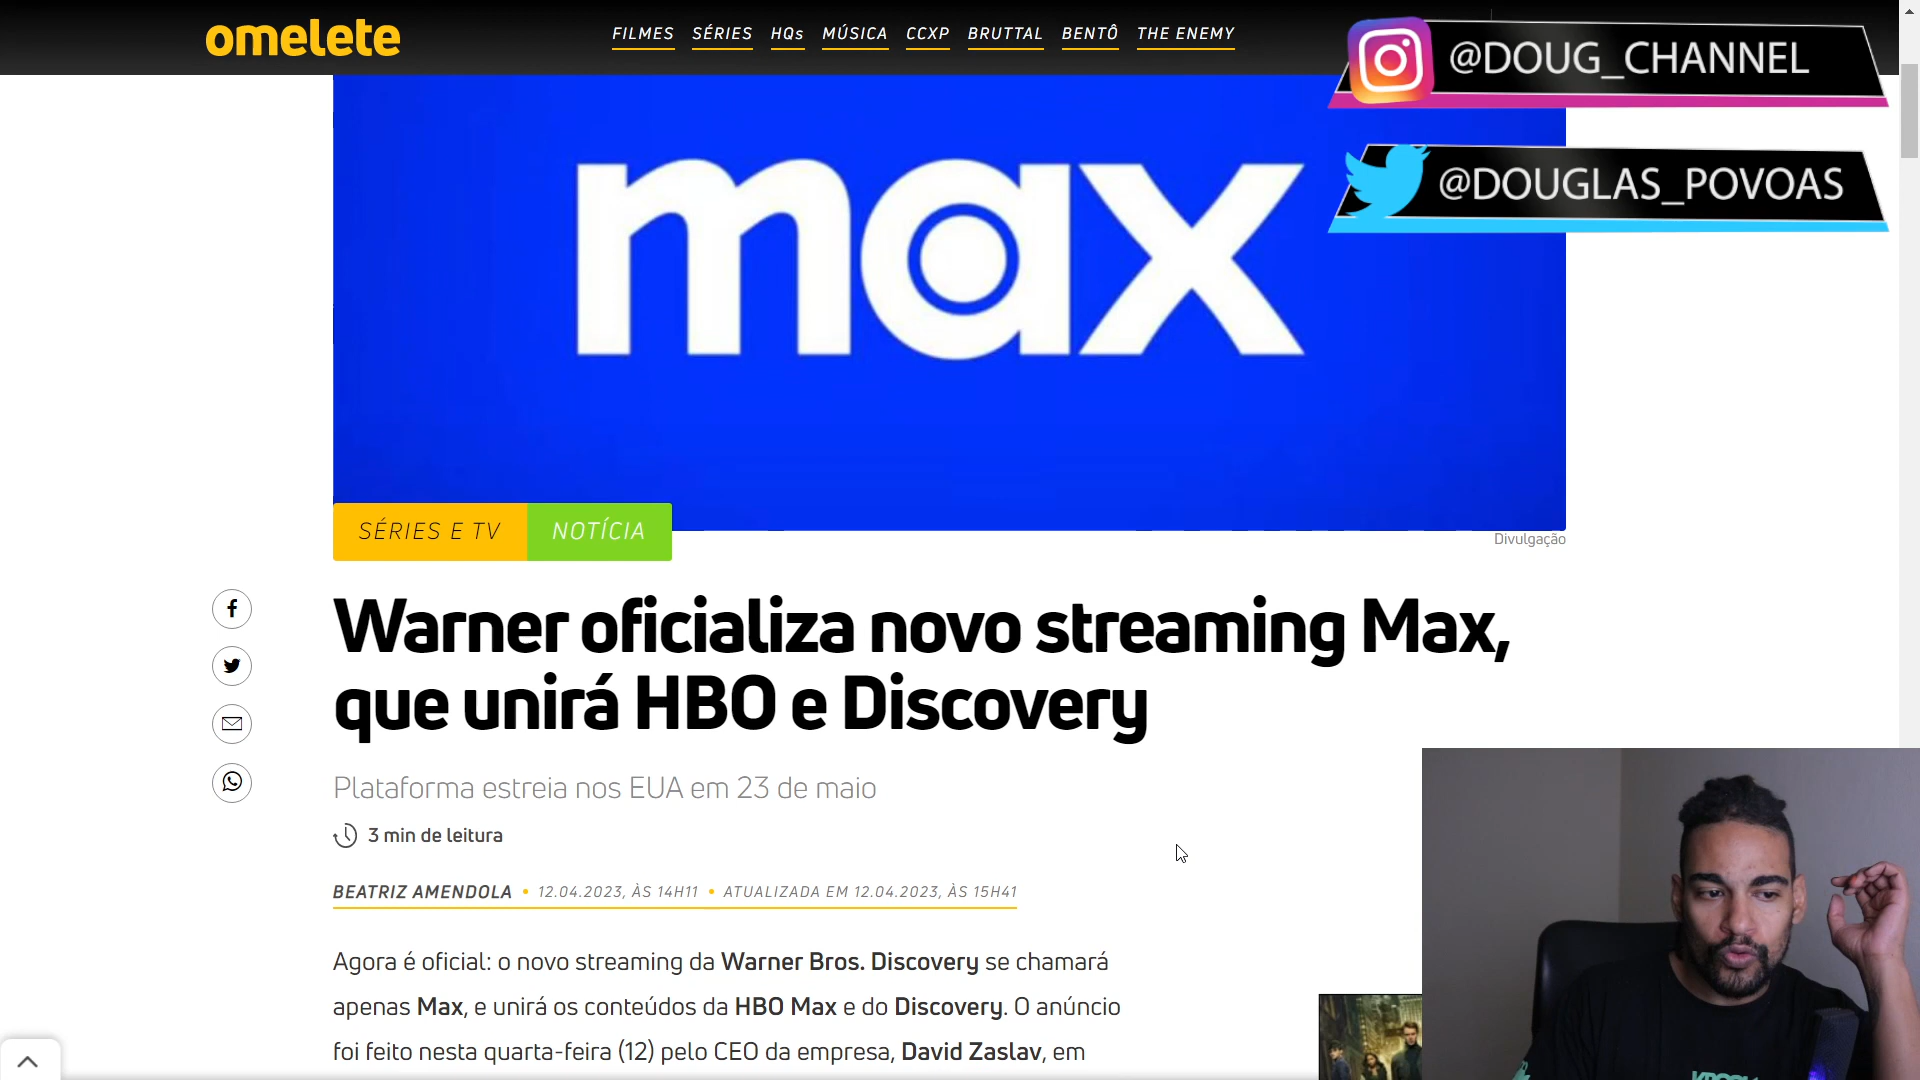 omelete
FILMES SÉRIES HQs MÚSICA CCXP BRUTTAL BENTÔ THE ENEMY
@DOUG_CHANNEL
@DOUGLAS_POVOAS
max
SÉRIES E TV NOTÍCIA
Divulgação
Warner oficializa novo streaming Max,
que unirá HBO e Discovery
Plataforma estreia nos EUA em 23 de maio
3 min de leitura
BEATRIZ AMENDOLA • 12.04.2023, ÀS 14H11 • ATUALIZADA EM 12.04.2023, ÀS 15H41
Agora é oficial: o novo streaming da Warner Bros. Discovery se chamará
apenas Max, e unirá os conteúdos da HBO Max e do Discovery. O anúncio
foi feito nesta quarta-feira (12) pelo CEO da empresa, David Zaslav, em